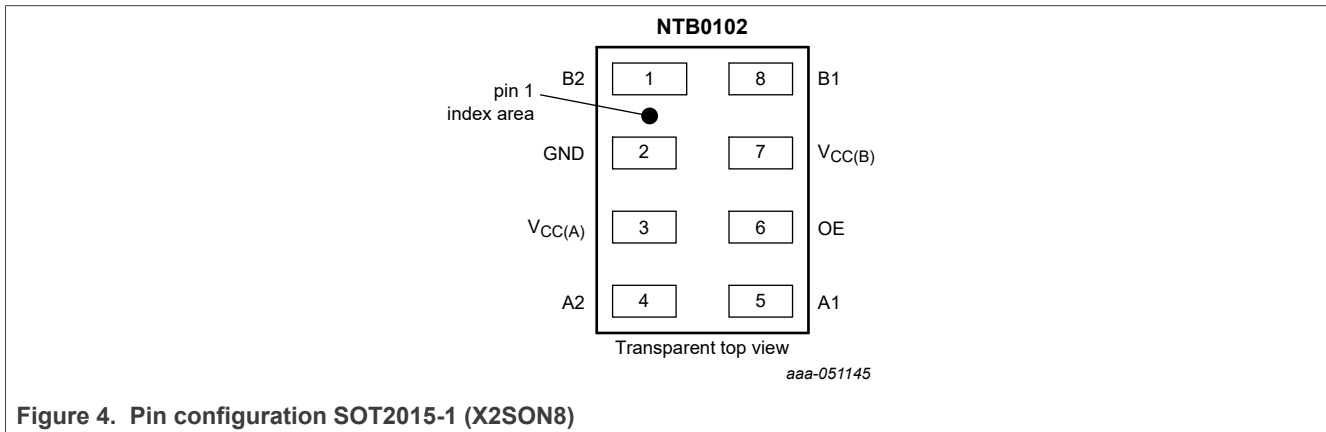 NTB0102
B2 1 8 B1
pin 1
index area
GND 2 7 VCC(B)
VCC(A) 3 6 OE
A2 4 5 A1
Transparent top view
aaa-051145
Figure 4. Pin configuration SOT2015-1 (X2SON8)